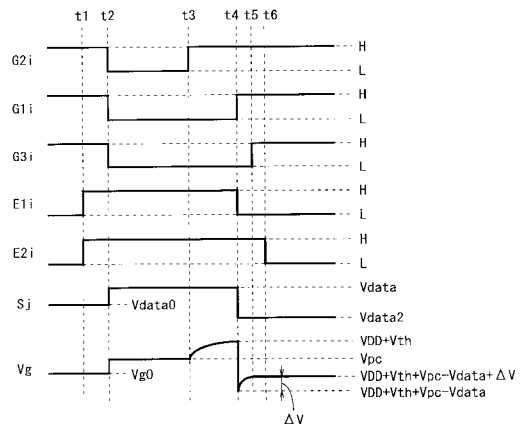 t1 t2 t3 t4 t5 t6
G2i H
L
G1i H
L
G3i H
L
E1i H
L
E2i H
L
Sj Vdata0 Vdata
Vdata2
VDD+Vth
Vg Vg0 Vpc
VDD+Vth+Vpc-Vdata+ΔV
VDD+Vth+Vpc-Vdata
ΔV